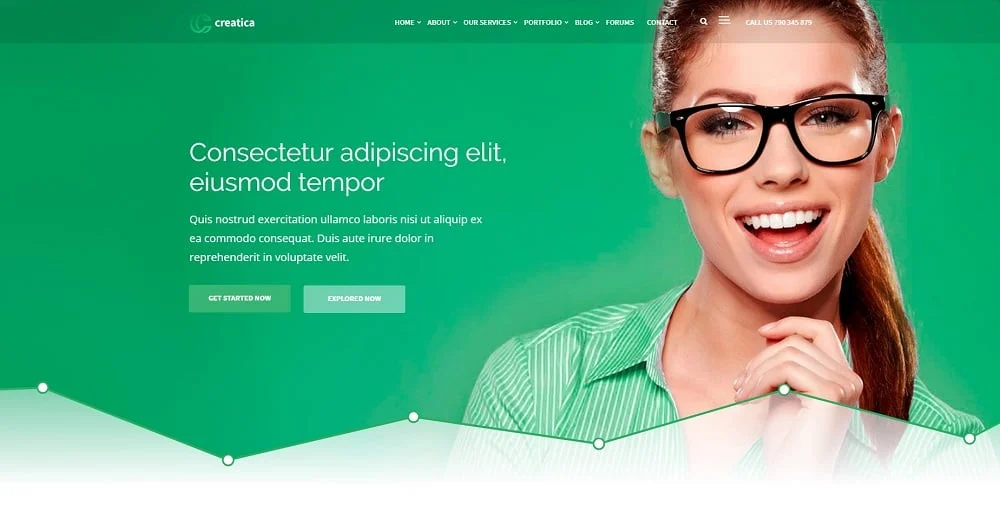 creatica
HOME ABOUT OUR SERVICES PORTFOLIO BLOG FORUMS CONTACT CALL US 790 345 879
Consectetur adipiscing elit,
eiusmod tempor
Quis nostrud exercitation ullamco laboris nisi ut aliquip ex
ea commodo consequat. Duis aute irure dolor in
reprehenderit in voluptate velit.
GET STARTED NOW EXPLORED NOW